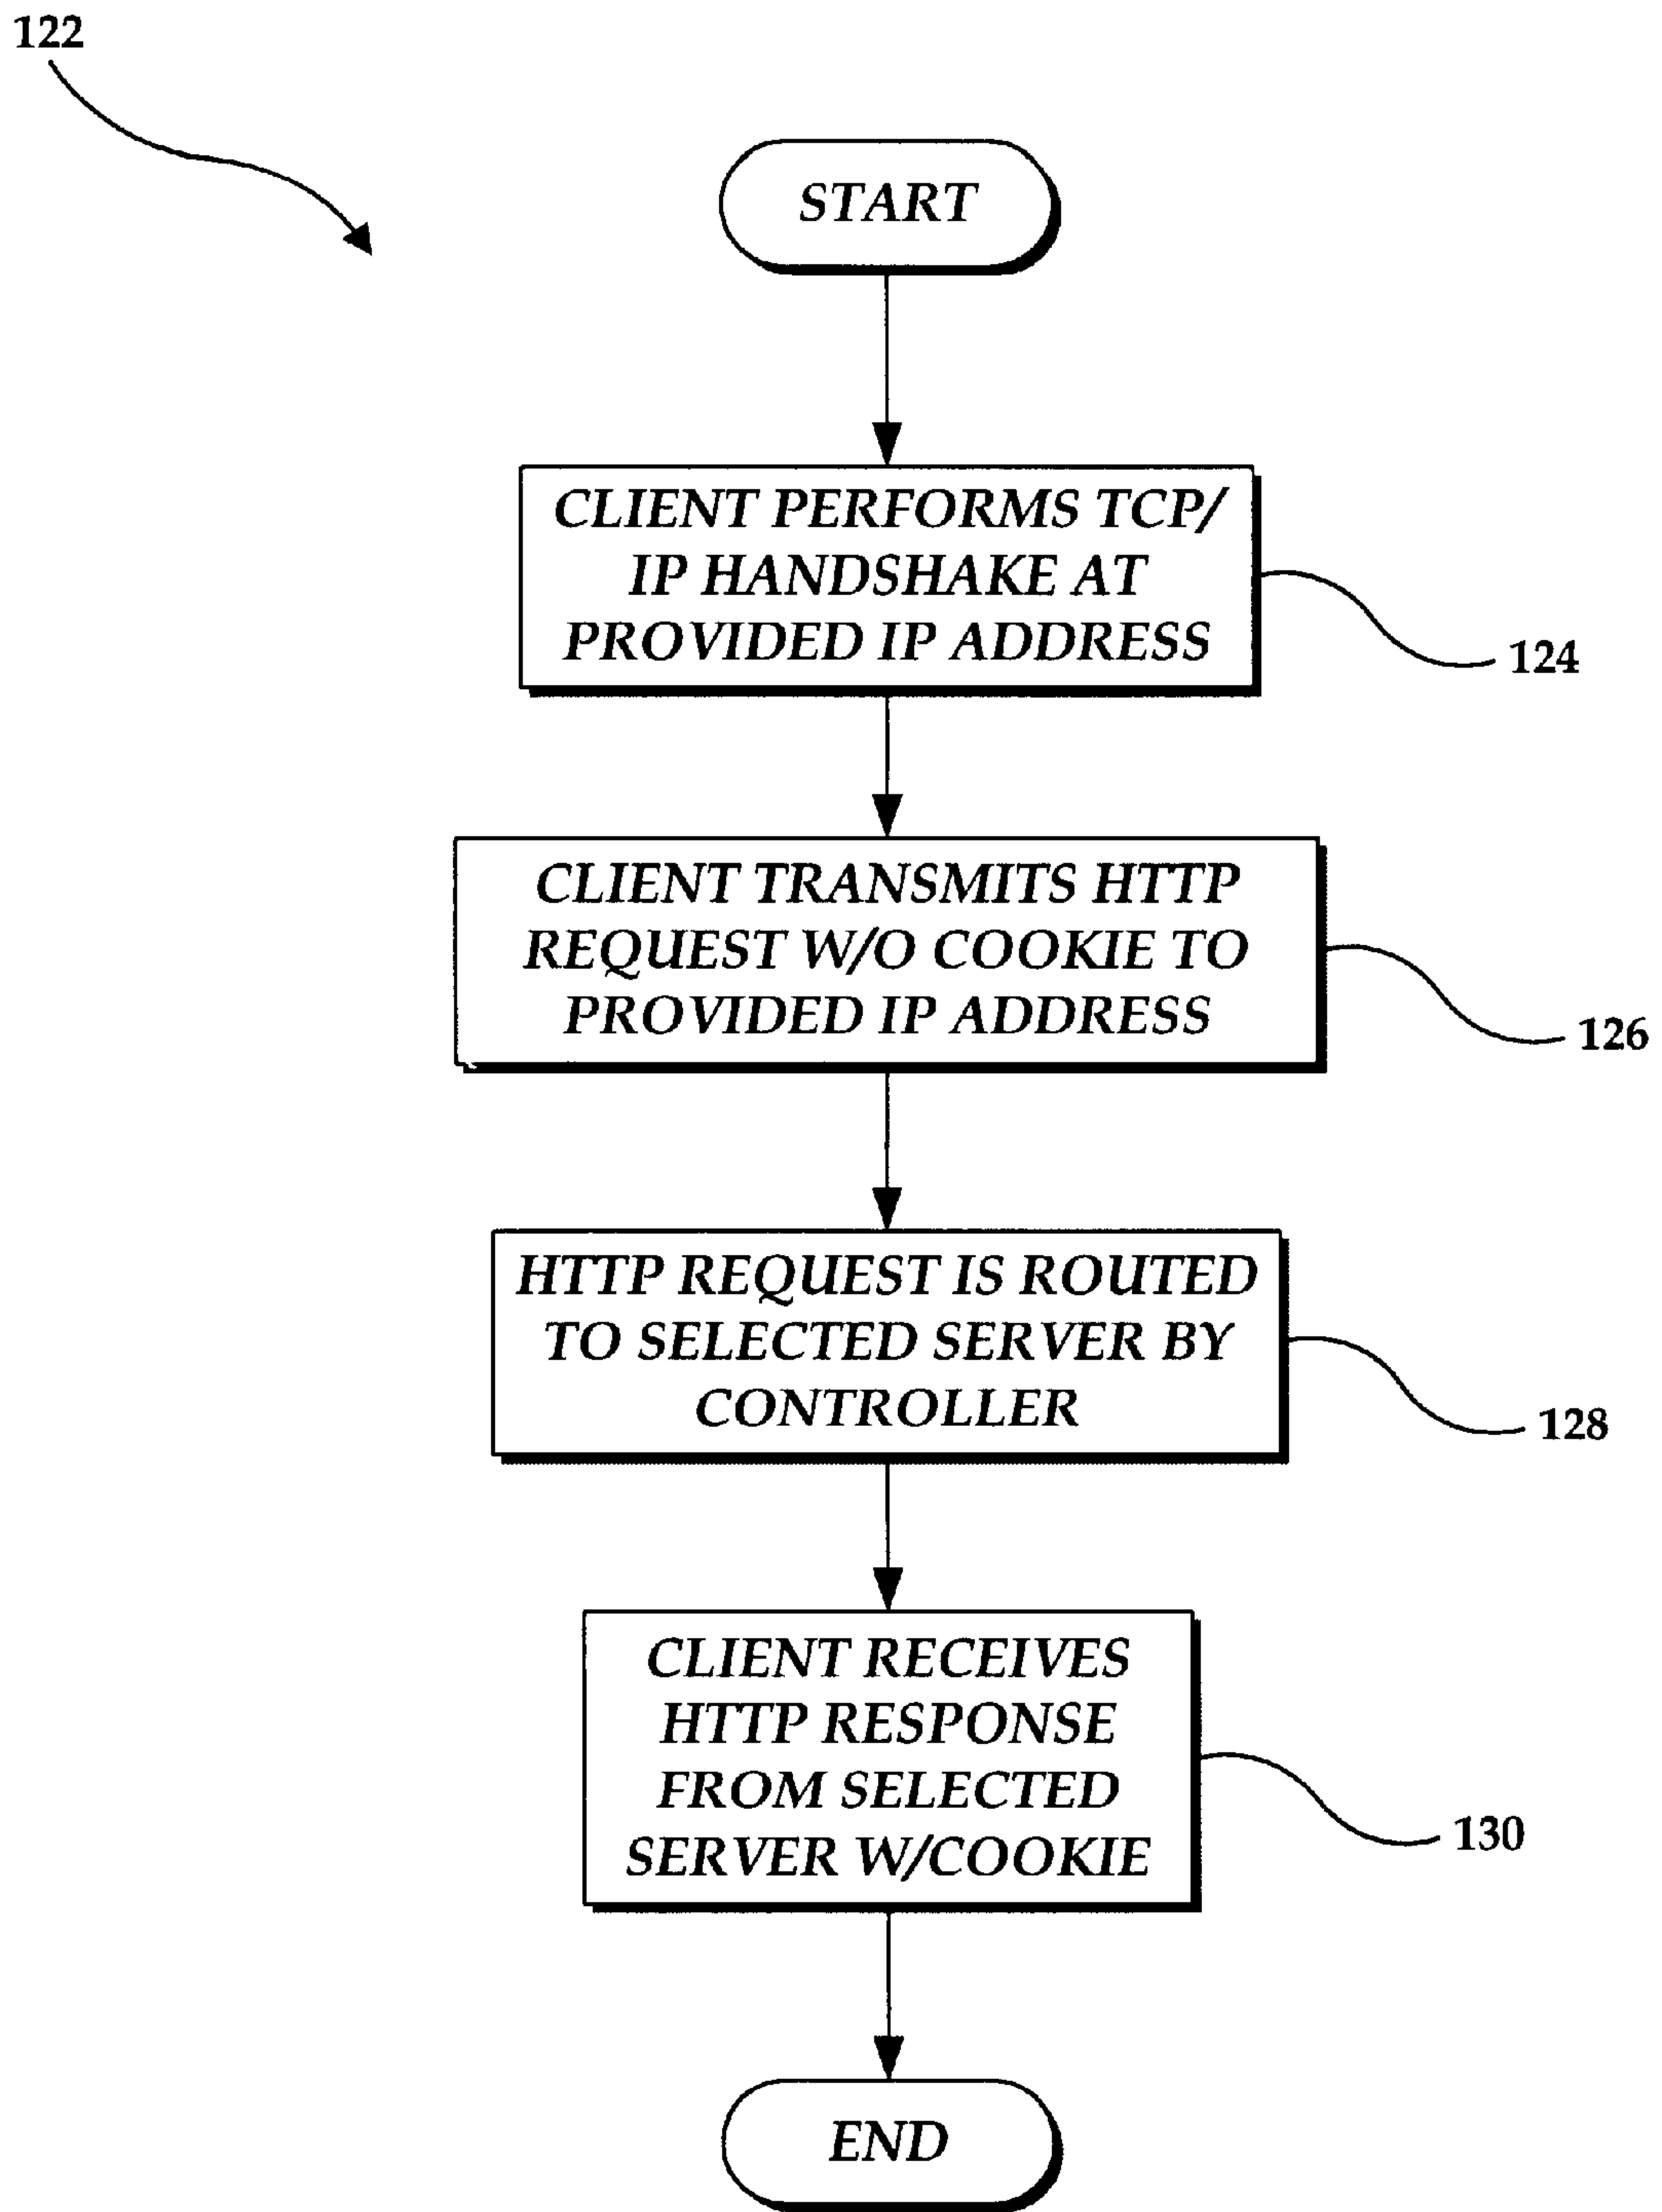 122
START
CLIENT PERFORMS TCP/
IP HANDSHAKE AT
PROVIDED IP ADDRESS
124
CLIENT TRANSMITS HTTP
REQUEST W/O COOKIE TO
PROVIDED IP ADDRESS
126
HTTP REQUEST IS ROUTED
TO SELECTED SERVER BY
CONTROLLER
128
CLIENT RECEIVES
HTTP RESPONSE
FROM SELECTED
SERVER W/COOKIE
130
END